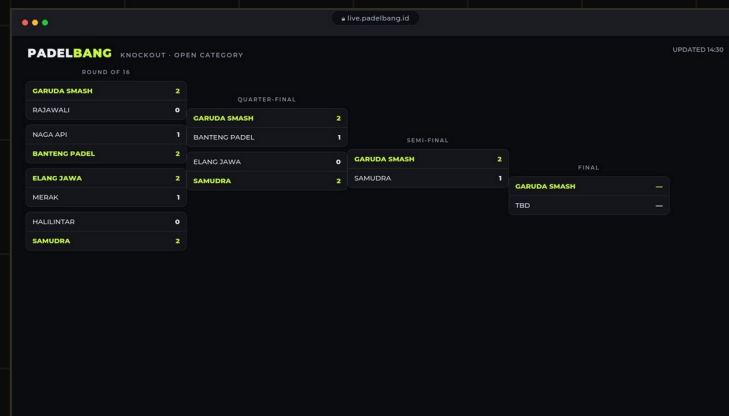 live.padelbang.id
PADELBANG KNOCKOUT · OPEN CATEGORY
UPDATED 14:30
ROUND OF 16
GARUDA SMASH 2
RAJAWALI 0
NAGA API 1
BANTENG PADEL 2
ELANG JAWA 2
MERAK 1
HALILINTAR 0
SAMUDRA 2
QUARTER-FINAL
GARUDA SMASH 2
BANTENG PADEL 1
ELANG JAWA 0
SAMUDRA 2
SEMI-FINAL
GARUDA SMASH 2
SAMUDRA 1
FINAL
GARUDA SMASH —
TBD —